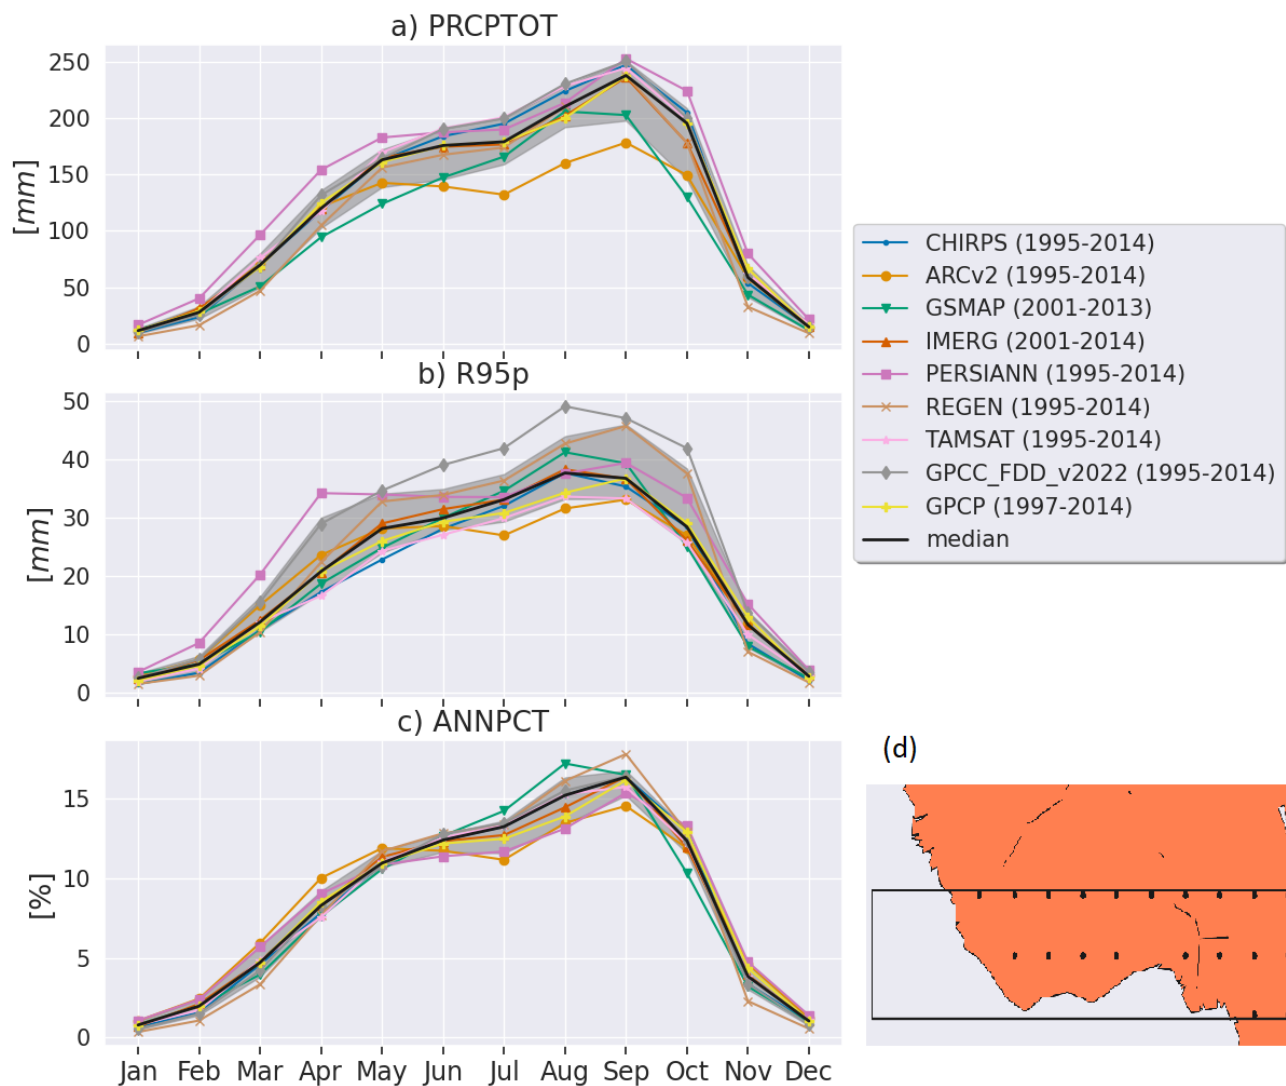 a) PRCPTOT
250
200
150
100
50
0
[mm]
b) R95p
50
40
30
20
10
0
[mm]
c) ANNPCT
15
10
5
0
[%]
Jan Feb Mar Apr May Jun Jul Aug Sep Oct Nov Dec
CHIRPS (1995-2014)
ARCv2 (1995-2014)
GSMAP (2001-2013)
IMERG (2001-2014)
PERSIANN (1995-2014)
REGEN (1995-2014)
TAMSAT (1995-2014)
GPCC_FDD_v2022 (1995-2014)
GPCP (1997-2014)
median
(d)